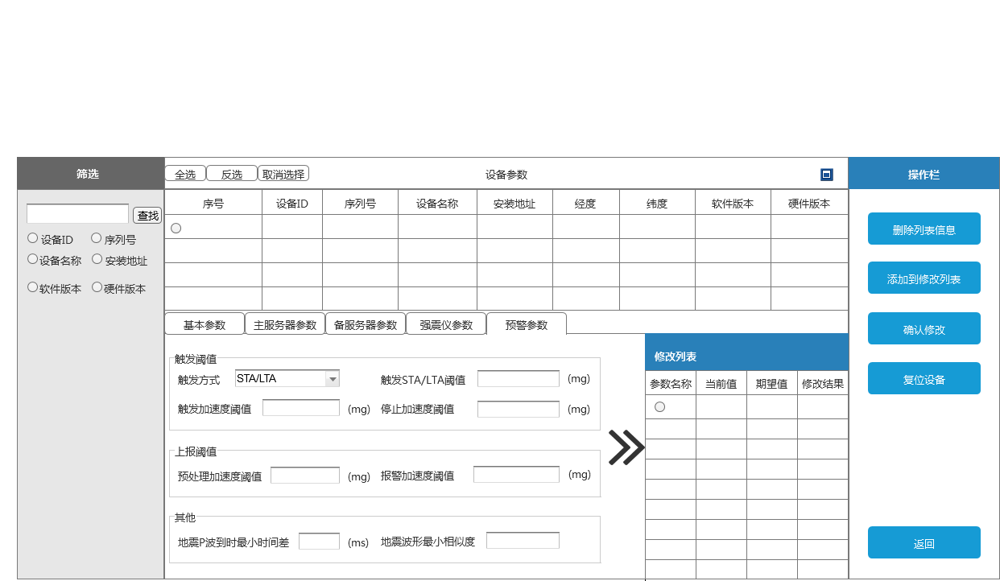 筛选
查找
设备ID 序列号
设备名称 安装地址
软件版本 硬件版本
全选 反选 取消选择 设备参数
序号 设备ID 序列号 设备名称 安装地址 经度 纬度 软件版本 硬件版本
基本参数 主服务器参数 备服务器参数 强震仪参数 预警参数
触发阈值
触发方式 STA/LTA 触发STA/LTA阈值 (mg)
触发加速度阈值 (mg) 停止加速度阈值 (mg)
上报阈值
预处理加速度阈值 (mg) 报警加速度阈值 (mg)
其他
地震P波到时最小时间差 (ms) 地震波形最小相似度
修改列表
参数名称 当前值 期望值 修改结果
操作栏
删除列表信息
添加到修改列表
确认修改
复位设备
返回